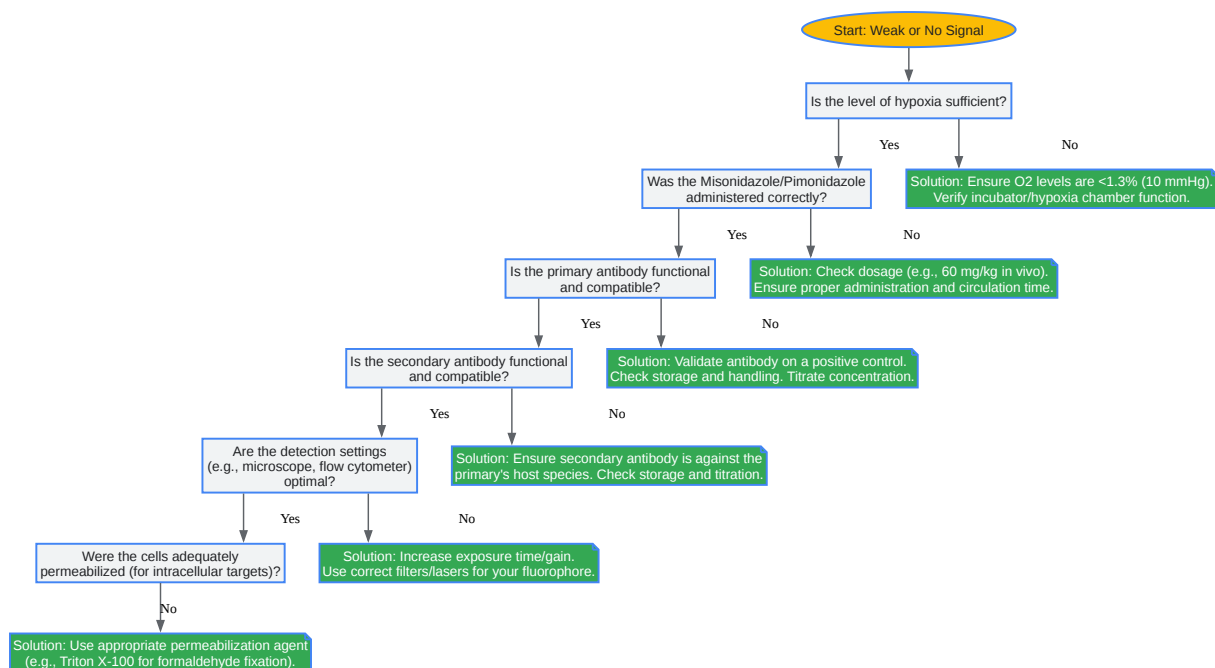 Start: Weak or No Signal
Is the level of hypoxia sufficient?
Yes
No
Was the Misonidazole/Pimonidazole
administered correctly?
Solution: Ensure O2 levels are <1.3% (10 mmHg).
Verify incubator/hypoxia chamber function.
Yes
No
Is the primary antibody functional
and compatible?
Solution: Check dosage (e.g., 60 mg/kg in vivo).
Ensure proper administration and circulation time.
Yes
No
Is the secondary antibody functional
and compatible?
Solution: Validate antibody on a positive control.
Check storage and handling. Titrate concentration.
Yes
No
Are the detection settings
(e.g., microscope, flow cytometer)
optimal?
Solution: Ensure secondary antibody is against the
primary's host species. Check storage and titration.
Yes
No
Were the cells adequately
permeabilized (for intracellular targets)?
Solution: Increase exposure time/gain.
Use correct filters/lasers for your fluorophore.
No
Solution: Use appropriate permeabilization agent
(e.g., Triton X-100 for formaldehyde fixation).